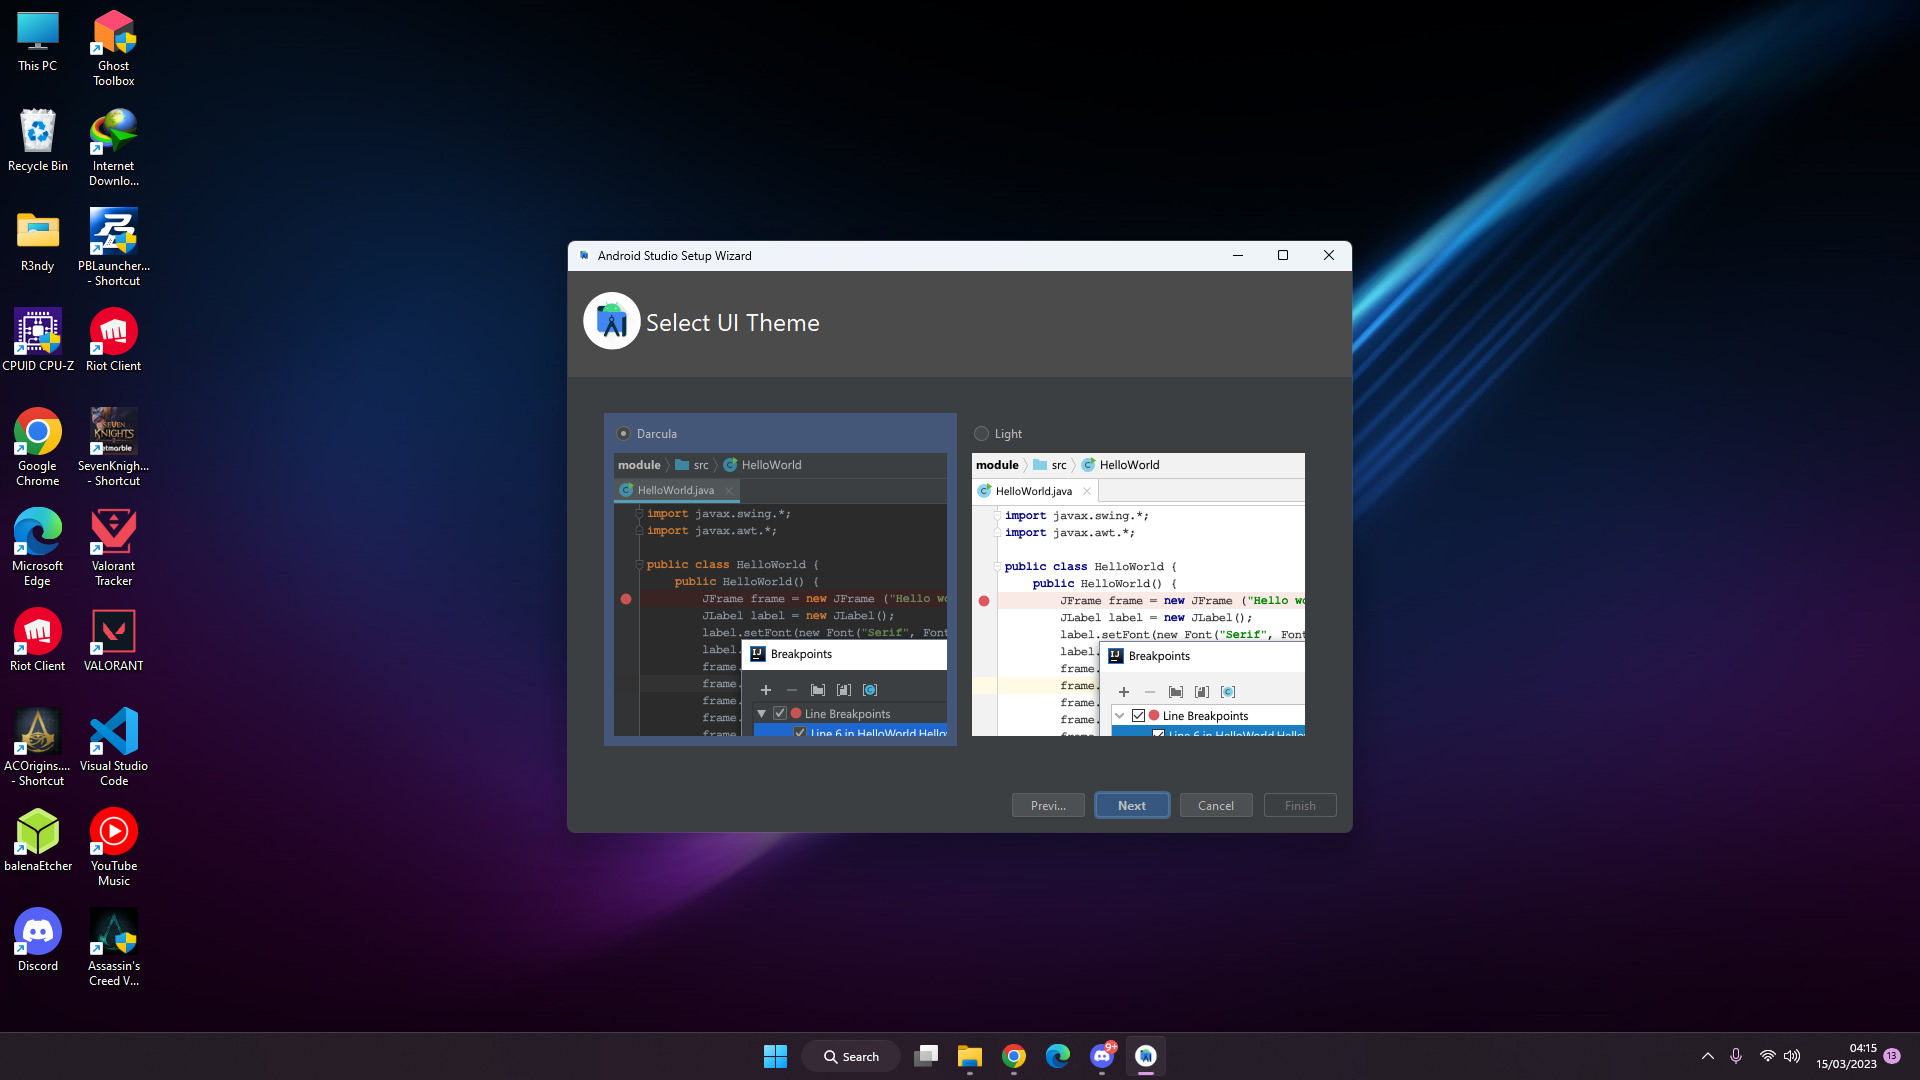 This PC
Ghost
Toolbox
Recycle Bin
Internet
Downlo...
R3ndy
PBLauncher...
- Shortcut
CPUID CPU-Z
Riot Client
Google
Chrome
SevenKnigh...
- Shortcut
Microsoft
Edge
Valorant
Tracker
Riot Client
VALORANT
ACOrigins....
- Shortcut
Visual Studio
Code
balenaEtcher
YouTube
Music
Discord
Assassin's
Creed V...
SEVEN
KNIGHTS
Android Studio Setup Wizard
Select UI Theme
Darcula
module
src
HelloWorld
HelloWorld.java
import javax.swing.*;
import javax.awt.*;
public class HelloWorld {
public HelloWorld() {
JFrame frame = new JFrame ("Hello wo
JLabel label = new JLabel();
label.setFont(new Font("Serif", Font
label.
frame.
frame.
frame.
frame.
frame
IJ
Breakpoints
Line Breakpoints
Line 6 in HelloWorld.Hello
Light
module
src
HelloWorld
HelloWorld.java
import javax.swing.*;
import javax.awt.*;
public class HelloWorld {
public HelloWorld() {
JFrame frame = new JFrame ("Hello wo
JLabel label = new JLabel();
label.setFont(new Font("Serif", Font
label.
frame.
frame.
frame.
frame.
frame
IJ
Breakpoints
Line Breakpoints
Line 6 in HelloWorld.Hello
Previ...
Next
Cancel
Finish
Search
9+
04:15
15/03/2023
13